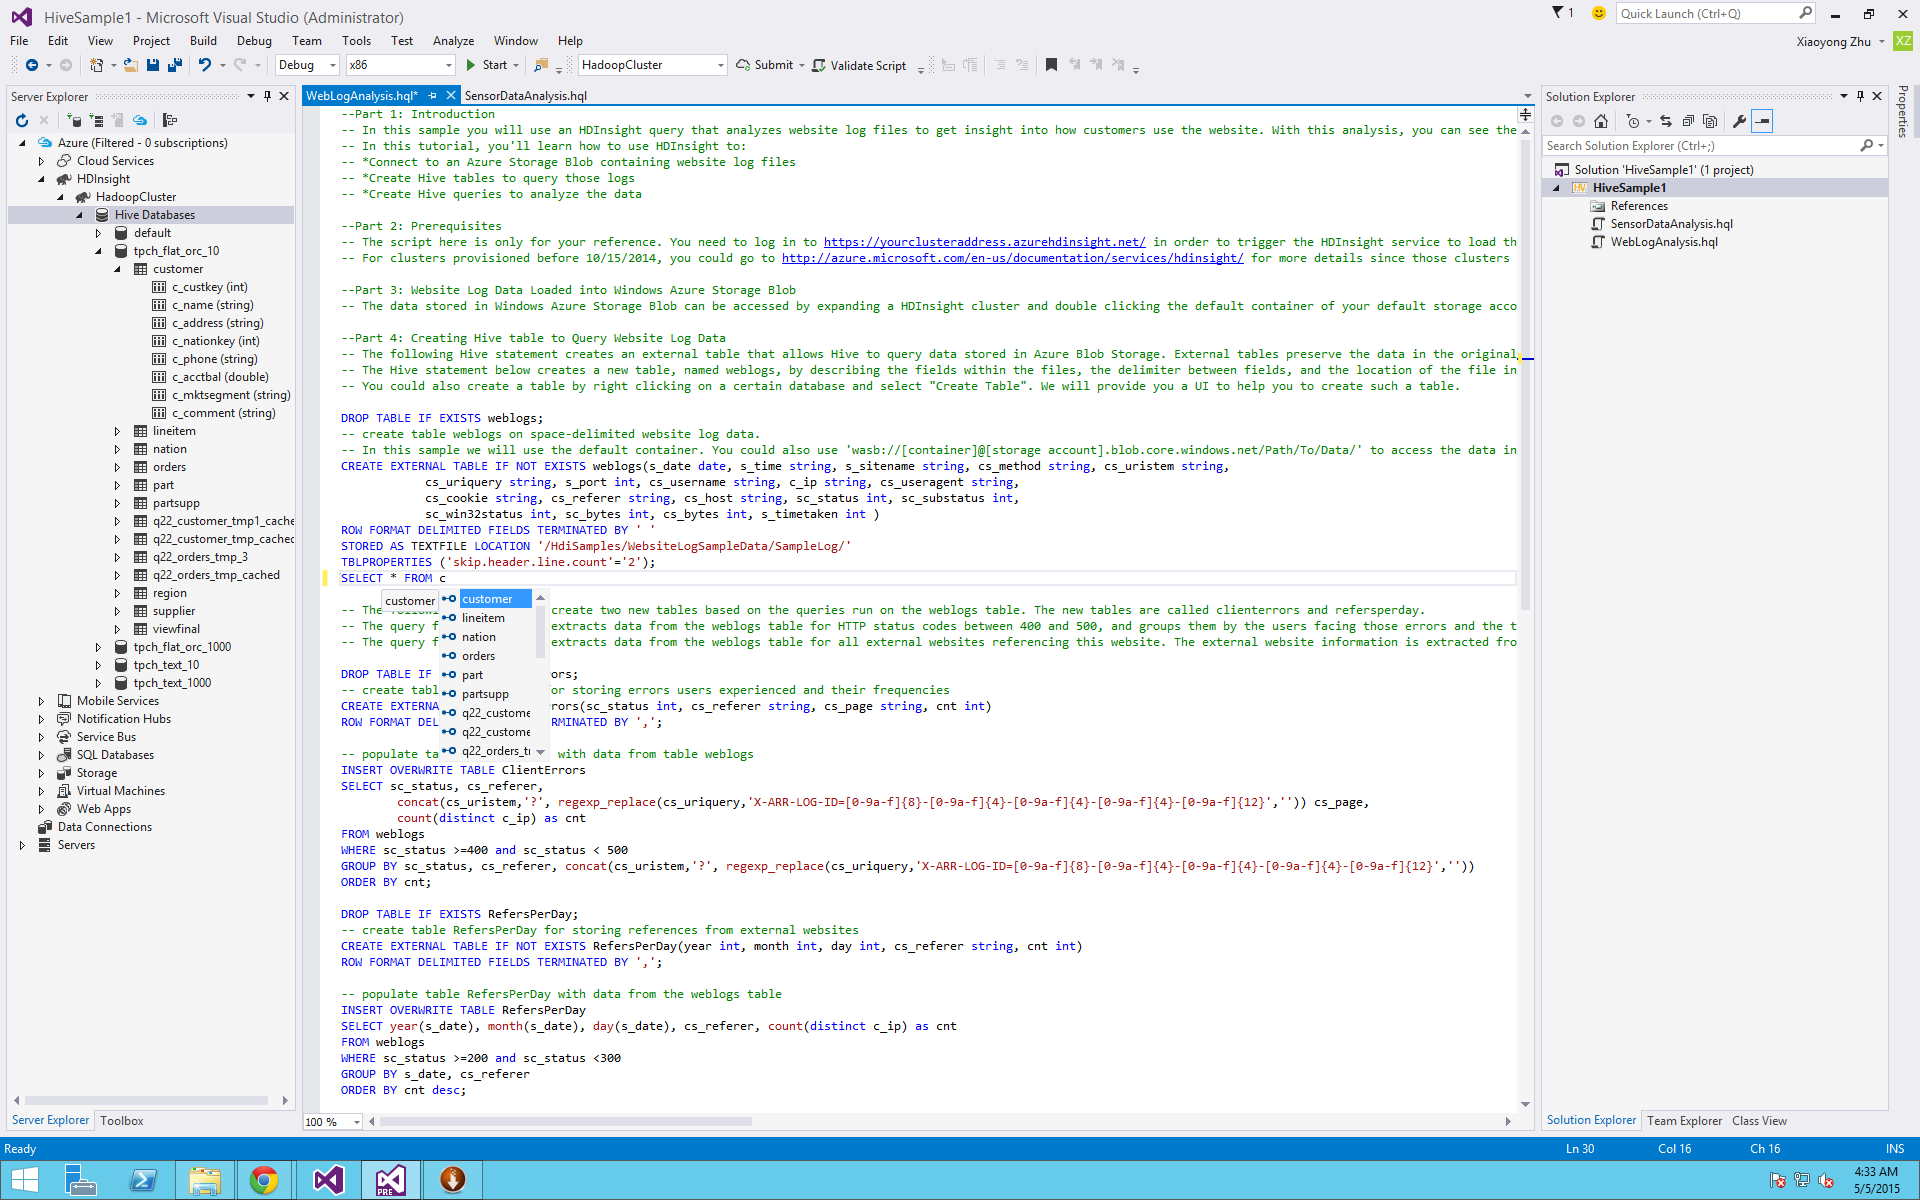 HiveSample1 - Microsoft Visual Studio (Administrator)
1
Quick Launch (Ctrl+Q)
File Edit View Project Build Debug Team Tools Test Analyze Window Help
Xiaoyong Zhu
XZ
Debug x86 Start HadoopCluster Submit Validate Script
Server Explorer
Azure (Filtered - 0 subscriptions)
Cloud Services
HDInsight
HadoopCluster
Hive Databases
default
tpch_flat_orc_10
customer
c_custkey (int)
c_name (string)
c_address (string)
c_nationkey (int)
c_phone (string)
c_acctbal (double)
c_mktsegment (string)
c_comment (string)
lineitem
nation
orders
part
partsupp
q22_customer_tmp1_cache
q22_customer_tmp_cached
q22_orders_tmp_3
q22_orders_tmp_cached
region
supplier
viewfinal
tpch_flat_orc_1000
tpch_text_10
tpch_text_1000
Mobile Services
Notification Hubs
Service Bus
SQL Databases
Storage
Virtual Machines
Web Apps
Data Connections
Servers
Server Explorer Toolbox
WebLogAnalysis.hql* SensorDataAnalysis.hql
--Part 1: Introduction
-- In this sample you will use an HDInsight query that analyzes website log files to get insight into how customers use the website. With this analysis, you can see the
-- In this tutorial, you'll learn how to use HDInsight to:
-- *Connect to an Azure Storage Blob containing website log files
-- *Create Hive tables to query those logs
-- *Create Hive queries to analyze the data
--Part 2: Prerequisites
-- The script here is only for your reference. You need to log in to https://yourclusteraddress.azurehdinsight.net/ in order to trigger the HDInsight service to load th
-- For clusters provisioned before 10/15/2014, you could go to http://azure.microsoft.com/en-us/documentation/services/hdinsight/ for more details since those clusters
--Part 3: Website Log Data Loaded into Windows Azure Storage Blob
-- The data stored in Windows Azure Storage Blob can be accessed by expanding a HDInsight cluster and double clicking the default container of your default storage acco
--Part 4: Creating Hive table to Query Website Log Data
-- The following Hive statement creates an external table that allows Hive to query data stored in Azure Blob Storage. External tables preserve the data in the original
-- The Hive statement below creates a new table, named weblogs, by describing the fields within the files, the delimiter between fields, and the location of the file in
-- You could also create a table by right clicking on a certain database and select "Create Table". We will provide you a UI to help you to create such a table.
DROP TABLE IF EXISTS weblogs;
-- create table weblogs on space-delimited website log data.
-- In this sample we will use the default container. You could also use 'wasb://[container]@[storage account].blob.core.windows.net/Path/To/Data/' to access the data in
CREATE EXTERNAL TABLE IF NOT EXISTS weblogs(s_date date, s_time string, s_sitename string, cs_method string, cs_uristem string,
cs_uriquery string, s_port int, cs_username string, c_ip string, cs_useragent string,
cs_cookie string, cs_referer string, cs_host string, sc_status int, sc_substatus int,
sc_win32status int, sc_bytes int, cs_bytes int, s_timetaken int )
ROW FORMAT DELIMITED FIELDS TERMINATED BY ' '
STORED AS TEXTFILE LOCATION '/HdiSamples/WebsiteLogSampleData/SampleLog/'
TBLPROPERTIES ('skip.header.line.count'='2');
SELECT * FROM c
customer
customer
lineitem
nation
orders
part
partsupp
q22_custome
q22_custome
q22_orders_t
-- The create two new tables based on the queries run on the weblogs table. The new tables are called clienterrors and refersperday.
-- The query f extracts data from the weblogs table for HTTP status codes between 400 and 500, and groups them by the users facing those errors and the t
-- The query f extracts data from the weblogs table for all external websites referencing this website. The external website information is extracted fro
DROP TABLE IF ors;
-- create tabl or storing errors users experienced and their frequencies
CREATE EXTERNA rors(sc_status int, cs_referer string, cs_page string, cnt int)
ROW FORMAT DEL RMINATED BY ',';
-- populate ta with data from table weblogs
INSERT OVERWRITE TABLE ClientErrors
SELECT sc_status, cs_referer,
concat(cs_uristem,'?', regexp_replace(cs_uriquery,'X-ARR-LOG-ID=[0-9a-f]{8}-[0-9a-f]{4}-[0-9a-f]{4}-[0-9a-f]{4}-[0-9a-f]{12}','')) cs_page,
count(distinct c_ip) as cnt
FROM weblogs
WHERE sc_status >=400 and sc_status < 500
GROUP BY sc_status, cs_referer, concat(cs_uristem,'?', regexp_replace(cs_uriquery,'X-ARR-LOG-ID=[0-9a-f]{8}-[0-9a-f]{4}-[0-9a-f]{4}-[0-9a-f]{4}-[0-9a-f]{12}',''))
ORDER BY cnt;
DROP TABLE IF EXISTS RefersPerDay;
-- create table RefersPerDay for storing references from external websites
CREATE EXTERNAL TABLE IF NOT EXISTS RefersPerDay(year int, month int, day int, cs_referer string, cnt int)
ROW FORMAT DELIMITED FIELDS TERMINATED BY ',';
-- populate table RefersPerDay with data from the weblogs table
INSERT OVERWRITE TABLE RefersPerDay
SELECT year(s_date), month(s_date), day(s_date), cs_referer, count(distinct c_ip) as cnt
FROM weblogs
WHERE sc_status >=200 and sc_status <300
GROUP BY s_date, cs_referer
ORDER BY cnt desc;
100 %
Solution Explorer
Search Solution Explorer (Ctrl+;)
Solution 'HiveSample1' (1 project)
HiveSample1
References
SensorDataAnalysis.hql
WebLogAnalysis.hql
Solution Explorer Team Explorer Class View
Properties
Ready Ln 30 Col 16 Ch 16 INS
PRE
4:33 AM
5/5/2015